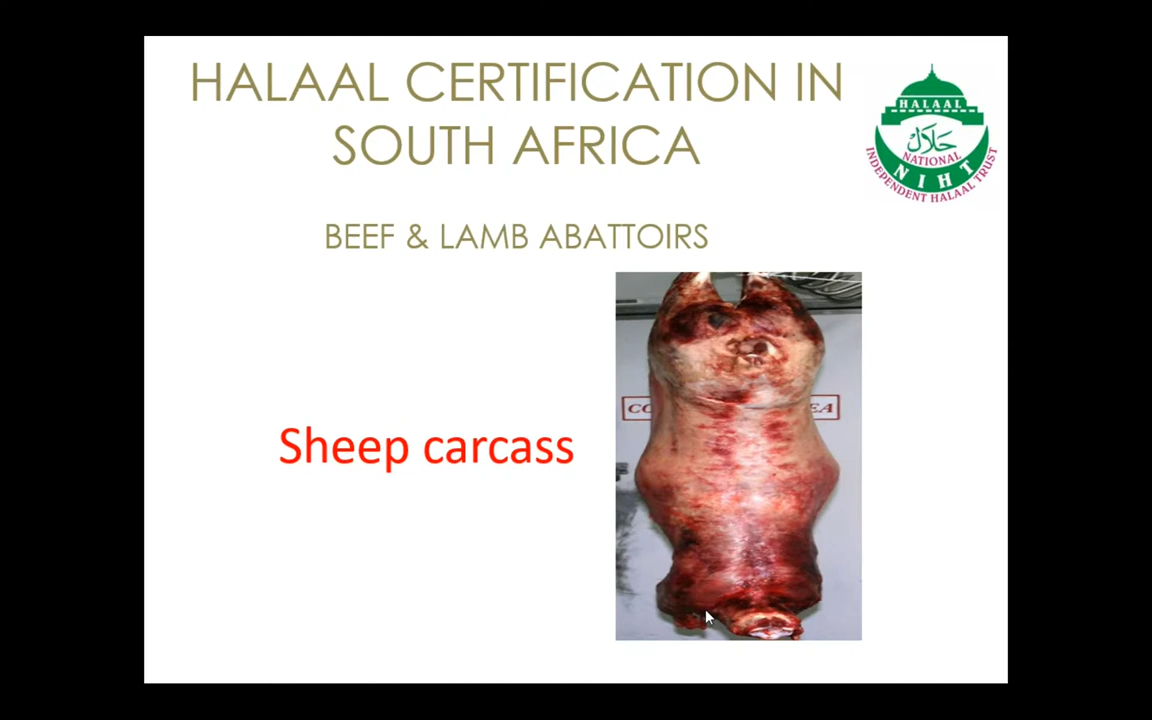 HALAAL CERTIFICATION IN
SOUTH AFRICA
HALAAL
حلال
NATIONAL
NIHT
INDEPENDENT HALAAL TRUST
BEEF & LAMB ABATTOIRS
Sheep carcass